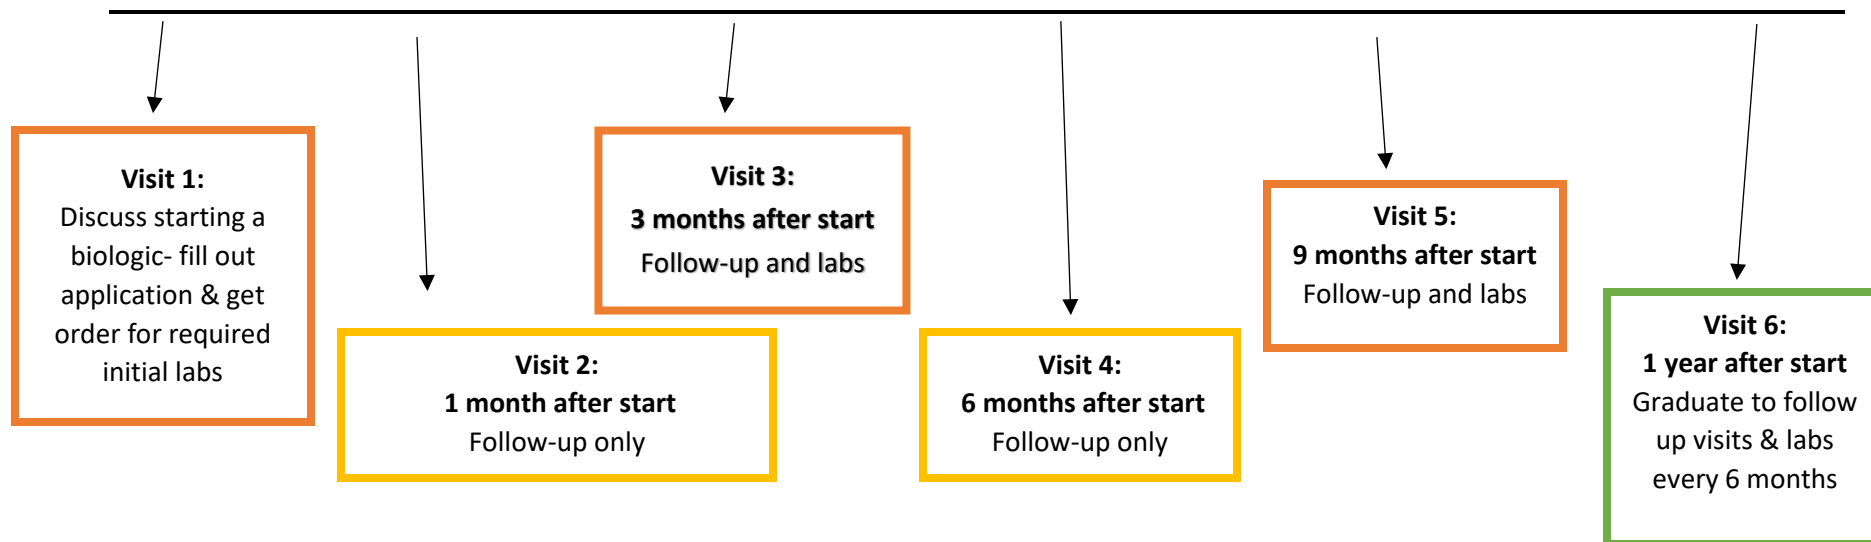 Visit 1:
Discuss starting a
biologic- fill out
application & get
order for required
initial labs
Visit 2:
1 month after start
Follow-up only
Visit 3:
3 months after start
Follow-up and labs
Visit 4:
6 months after start
Follow-up only
Visit 5:
9 months after start
Follow-up and labs
Visit 6:
1 year after start
Graduate to follow
up visits & labs
every 6 months